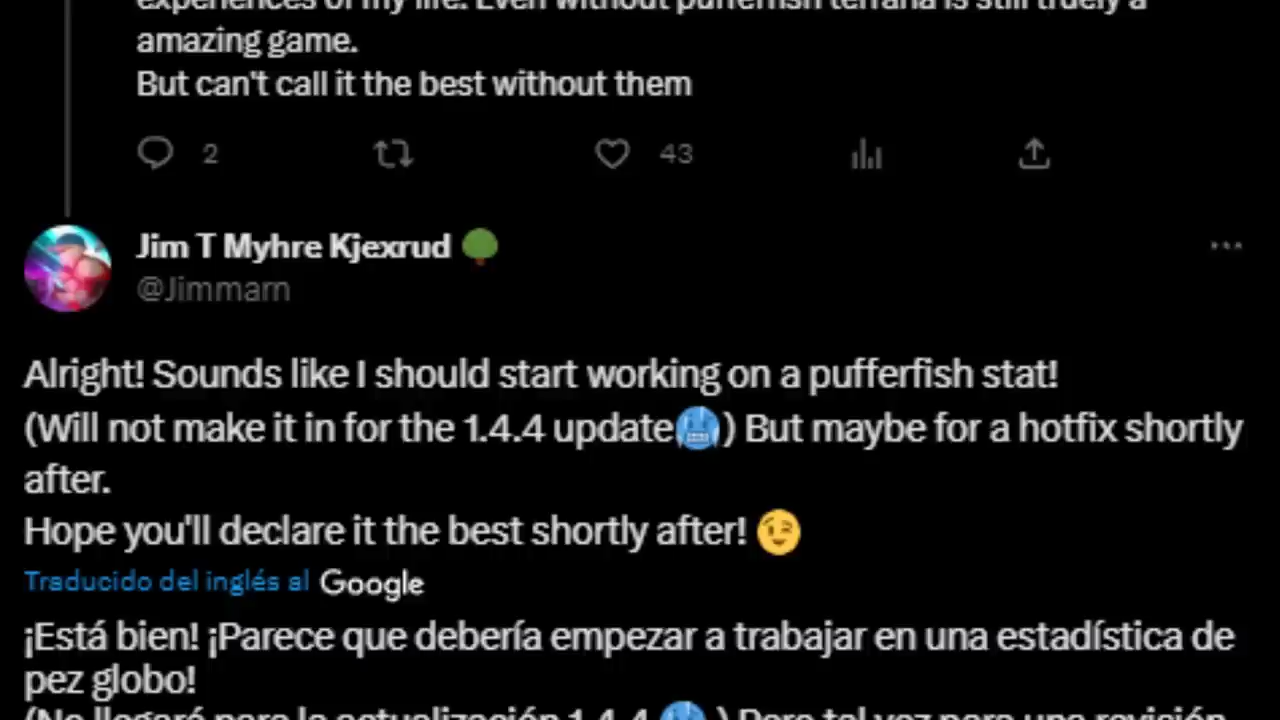 experiences of my life. Even without pufferfish terraria is still truely a
amazing game.
But can't call it the best without them
2 43
Jim T Myhre Kjexrud
@Jimmarn
Alright! Sounds like I should start working on a pufferfish stat!
(Will not make it in for the 1.4.4 update🥶) But maybe for a hotfix shortly
after.
Hope you'll declare it the best shortly after! 😉
Traducido del inglés al Google
¡Está bien! ¡Parece que debería empezar a trabajar en una estadística de
pez globo!
(No llegará para la actualización 1.4.4 🥶 ) Pero tal vez para una revisión